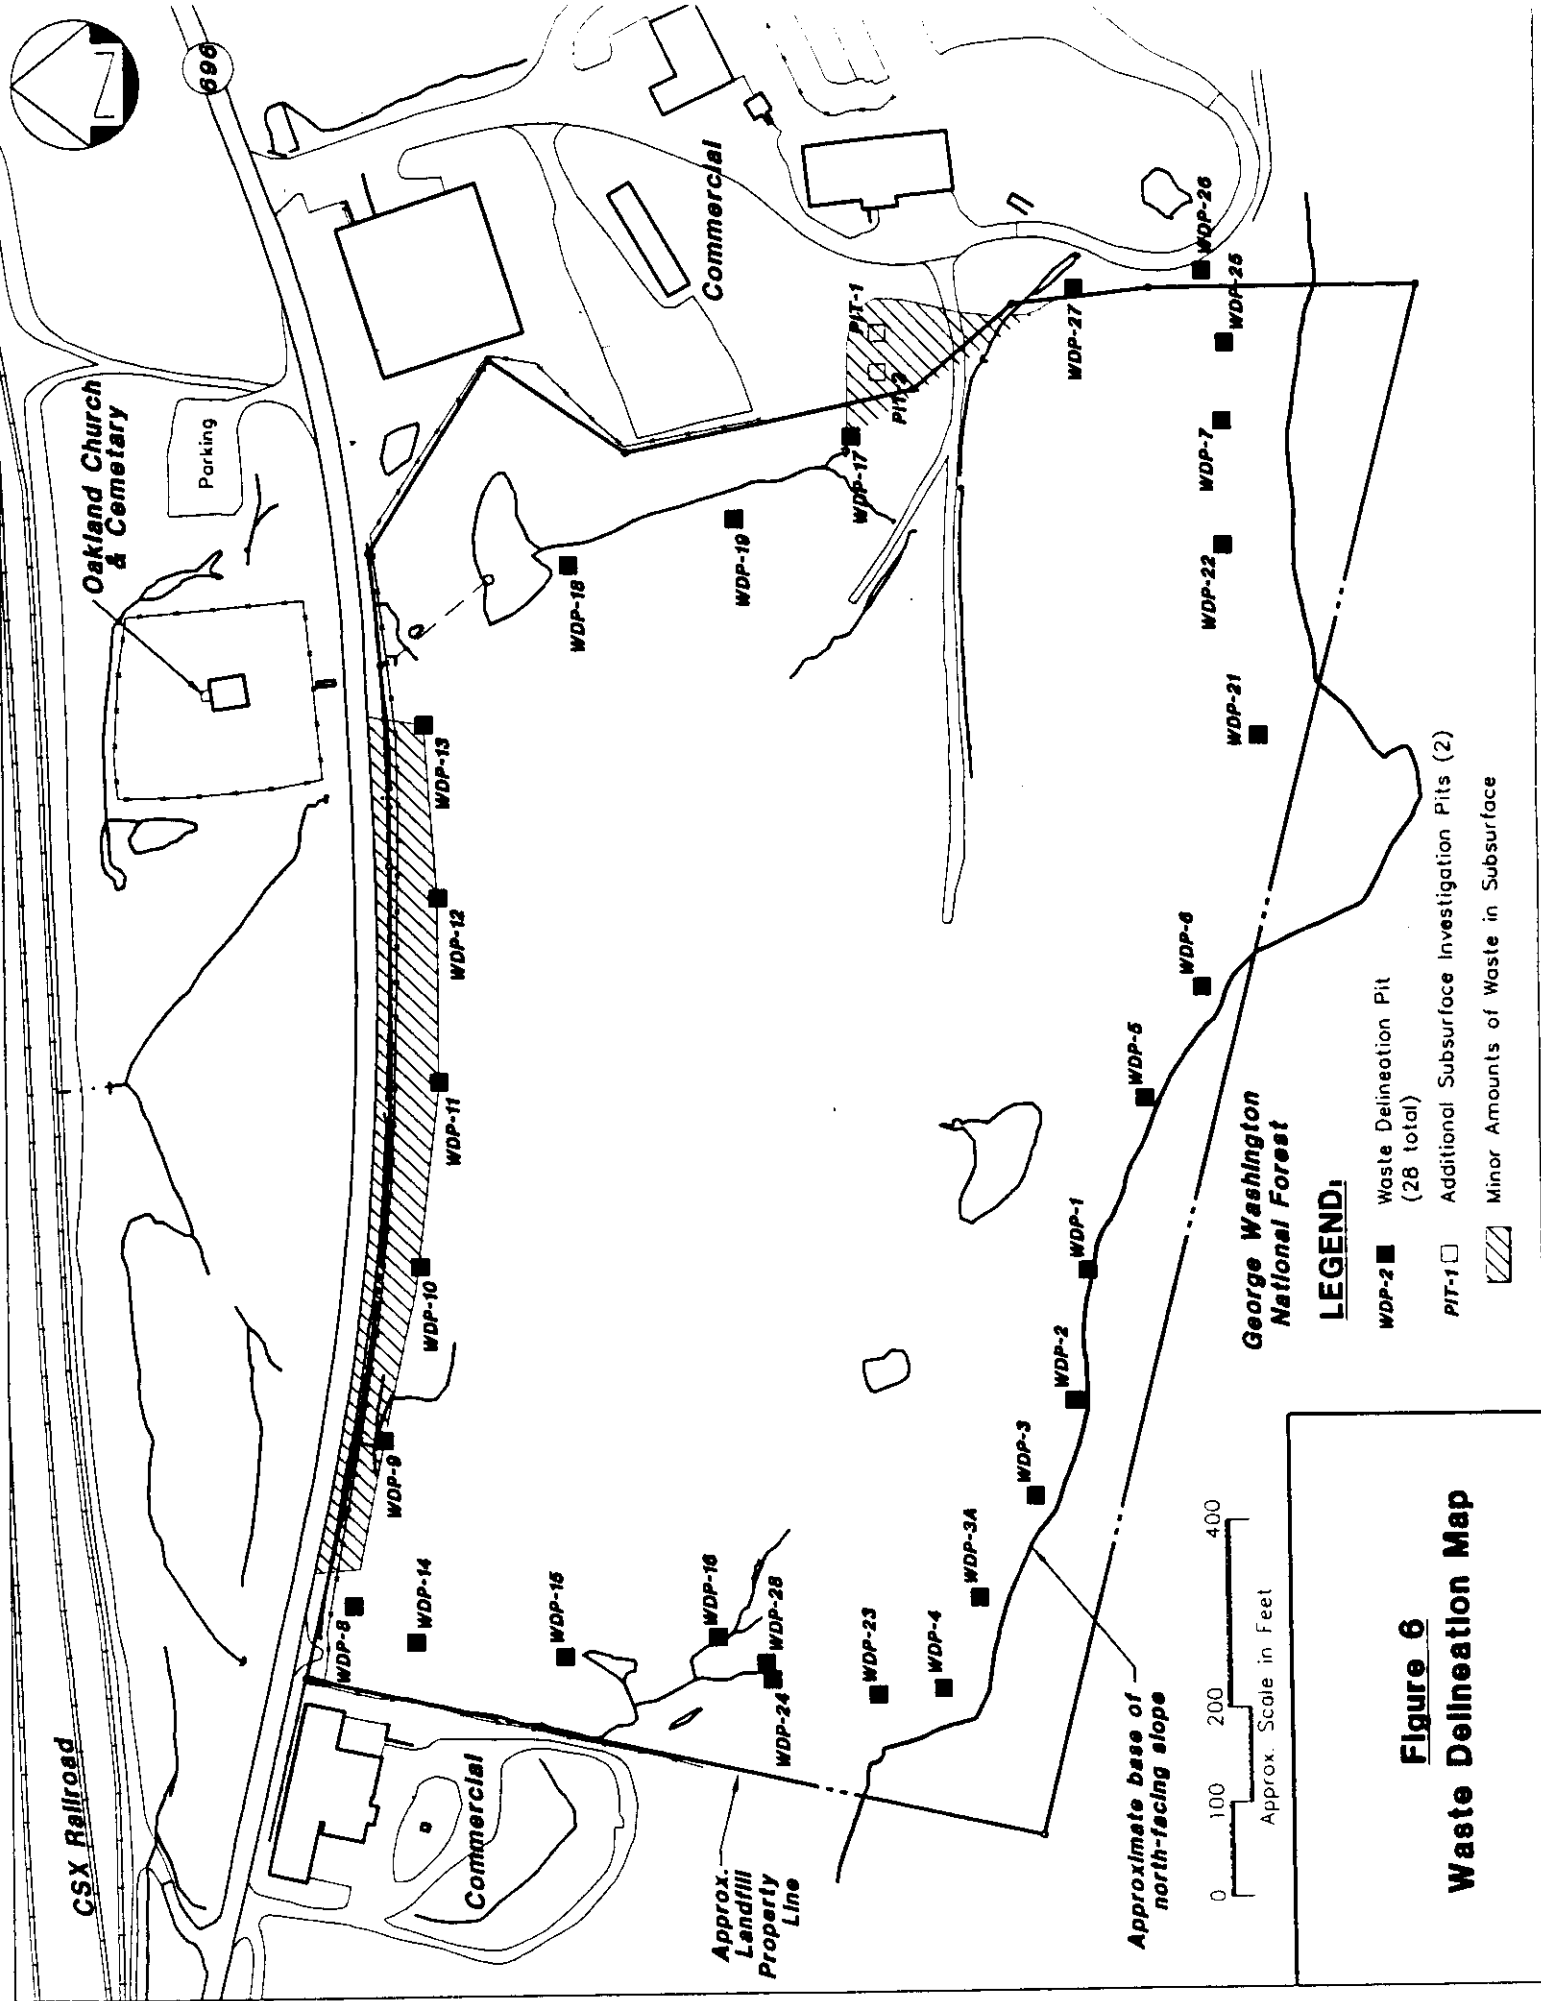 CSX Railroad
696
N
Oakland Church
& Cemetary
Parking
Commercial
Commercial
WDP-8
WDP-14
WDP-9
WDP-10
WDP-11
WDP-12
WDP-13
WDP-15
WDP-16
WDP-28
WDP-24
WDP-23
WDP-4
WDP-3A
WDP-3
WDP-2
WDP-1
WDP-5
WDP-6
WDP-21
WDP-22
WDP-7
WDP-25
WDP-26
WDP-27
WDP-17
WDP-18
WDP-19
PIT-1
PIT-2
Approx.
Landfill
Property
Line
Approximate base of
north-facing slope
George Washington
National Forest
0 100 200 400
Approx. Scale in Feet
LEGEND:
WDP-2 Waste Delineation Pit
(28 total)
PIT-1 Additional Subsurface Investigation Pits (2)
Minor Amounts of Waste in Subsurface
Figure 6
Waste Delineation Map